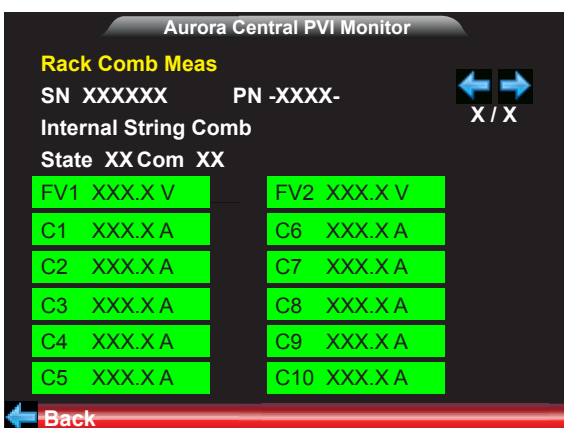 Aurora Central PVI Monitor
Rack Comb Meas
SN XXXXXX PN -XXXX-
X / X
Internal String Comb
State XX Com XX
FV1 XXX.X V FV2 XXX.X V
C1 XXX.X A C6 XXX.X A
C2 XXX.X A C7 XXX.X A
C3 XXX.X A C8 XXX.X A
C4 XXX.X A C9 XXX.X A
C5 XXX.X A C10 XXX.X A
Back